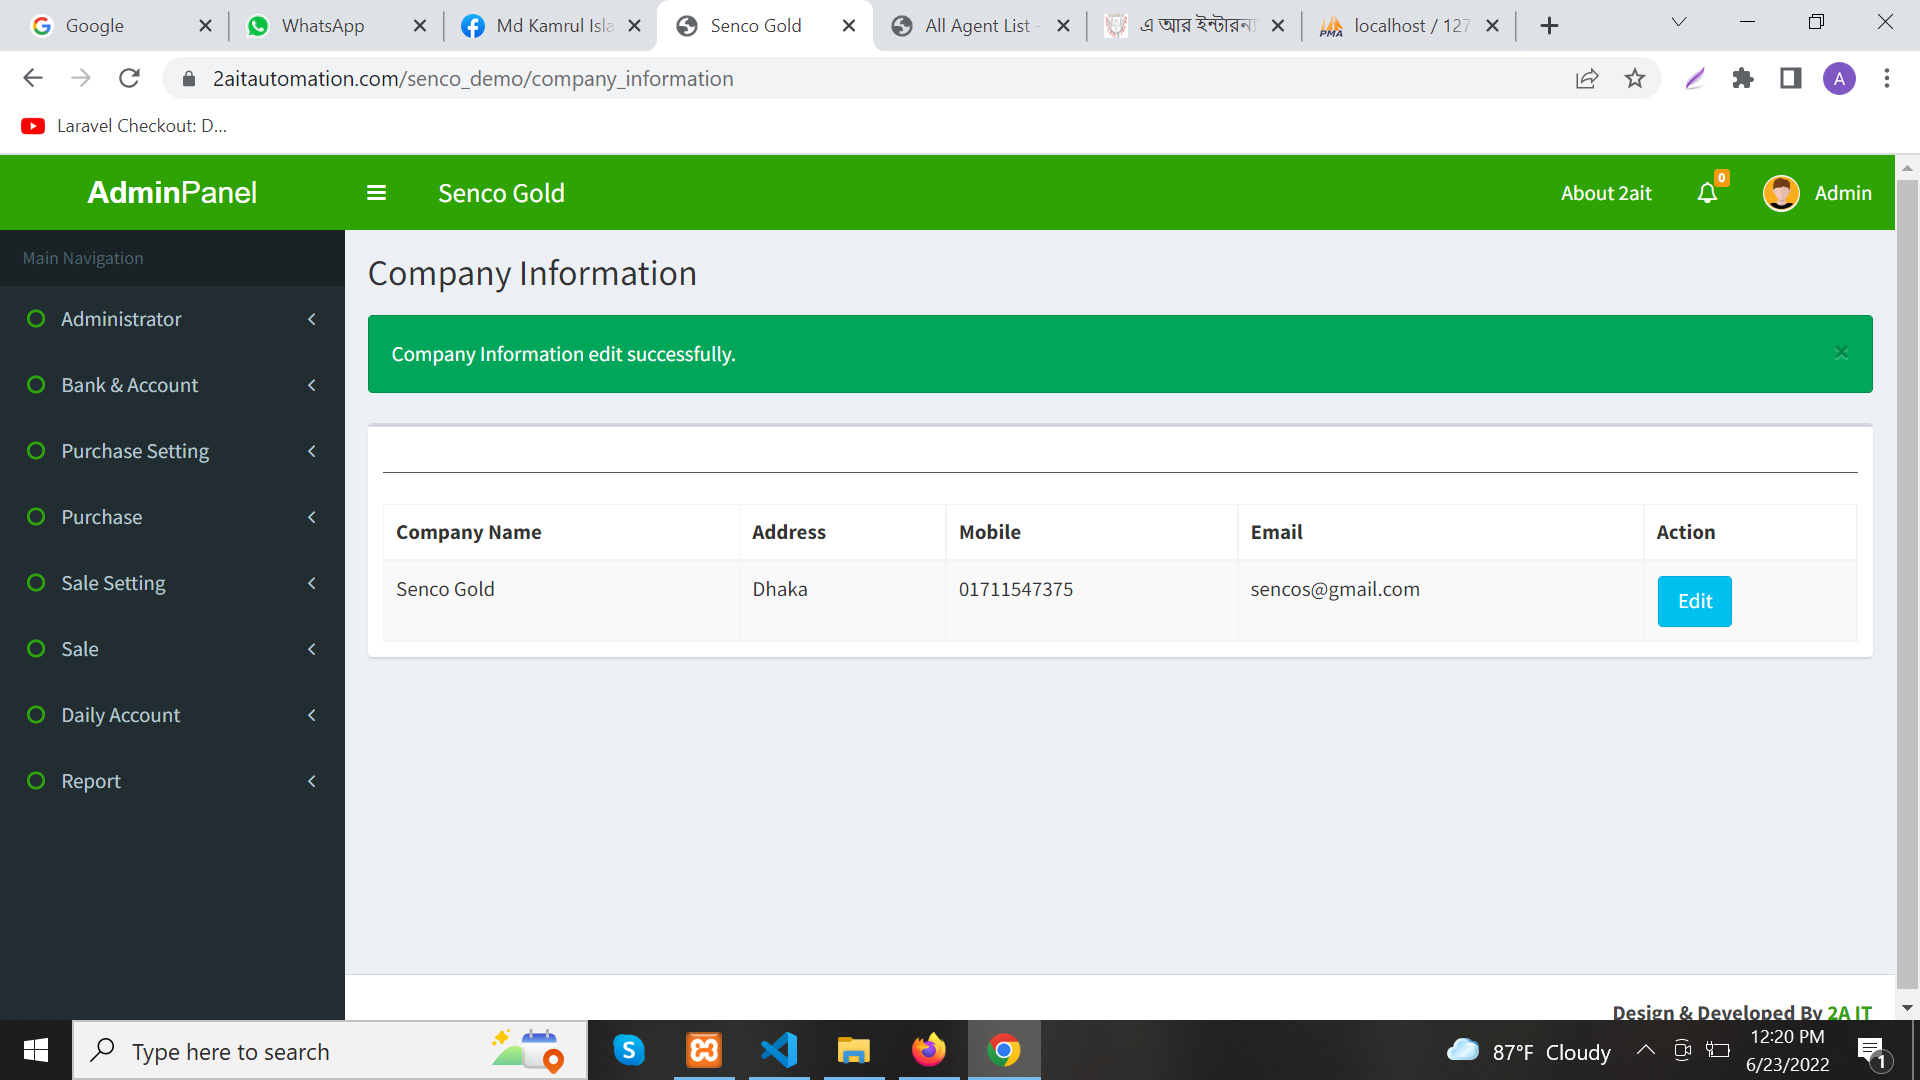 Google
WhatsApp
Md Kamrul Isla
Senco Gold
All Agent List -
এ আর ইন্টারন্যা
localhost / 127
2aitautomation.com/senco_demo/company_information
A
Laravel Checkout: D...
AdminPanel
Senco Gold
About 2ait
0
Admin
Main Navigation
Company Information
Administrator
Company Information edit successfully.
Bank & Account
Purchase Setting
Purchase
Company Name Address Mobile Email Action
Sale Setting
Senco Gold Dhaka 01711547375 sencos@gmail.com Edit
Sale
Daily Account
Report
Design & Developed By 2A IT
Type here to search
87°F Cloudy
12:20 PM
6/23/2022
1